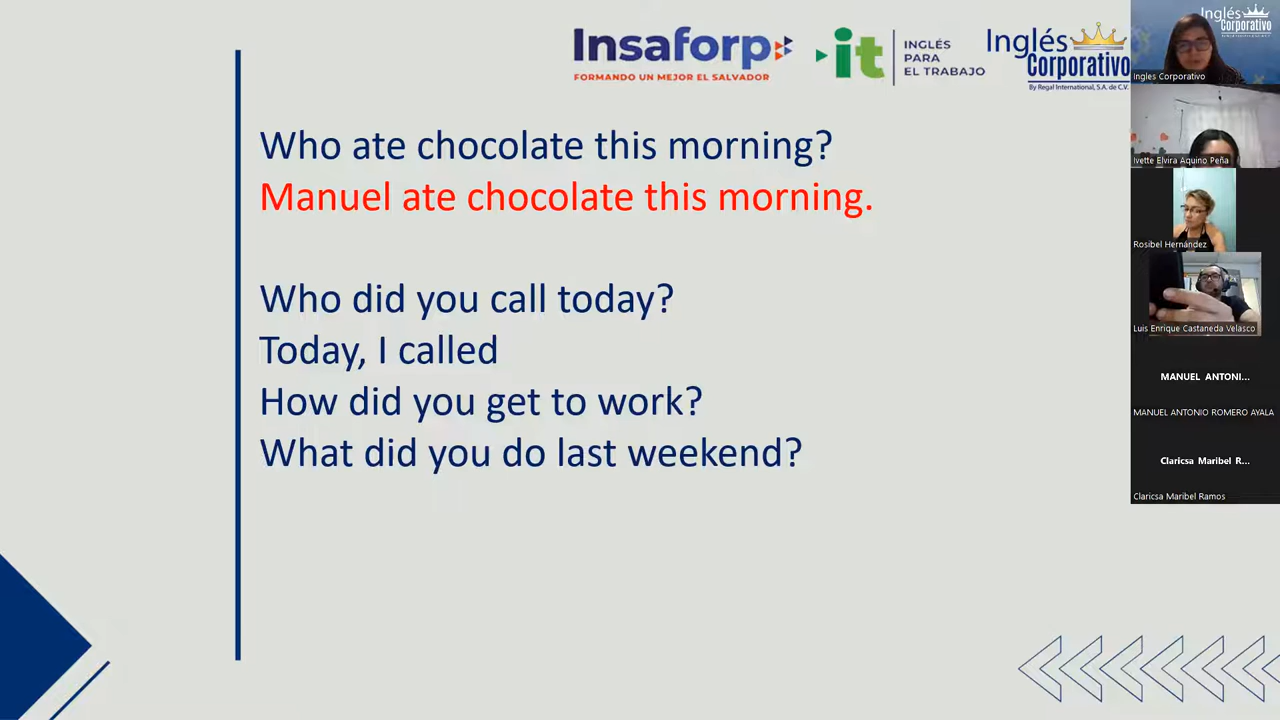 Insaforp
FORMANDO UN MEJOR EL SALVADOR
it
INGLÉS
PARA
EL TRABAJO
Inglés
Corporativo
By Regal International, S.A. de C.V.
Who ate chocolate this morning?
Manuel ate chocolate this morning.
Who did you call today?
Today, I called
How did you get to work?
What did you do last weekend?
Inglés
Corporativo
Ingles Corporativo
Ivette Elvira Aquino Peña
Rosibel Hernández
Luis Enrique Castaneda Velasco
MANUEL ANTONI...
MANUEL ANTONIO ROMERO AYALA
Claricsa Maribel R...
Claricsa Maribel Ramos